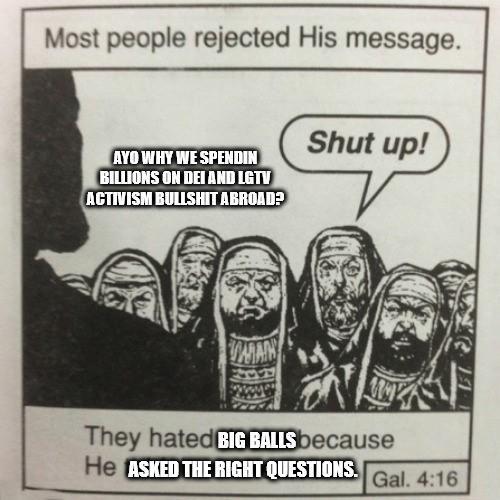 Most people rejected His message.
Shut up!
AYO WHY WE SPENDIN
BILLIONS ON DEI AND LGTV
ACTIVISM BULLSHIT ABROAD?
They hated BIG BALLS because
He ASKED THE RIGHT QUESTIONS.
Gal. 4:16